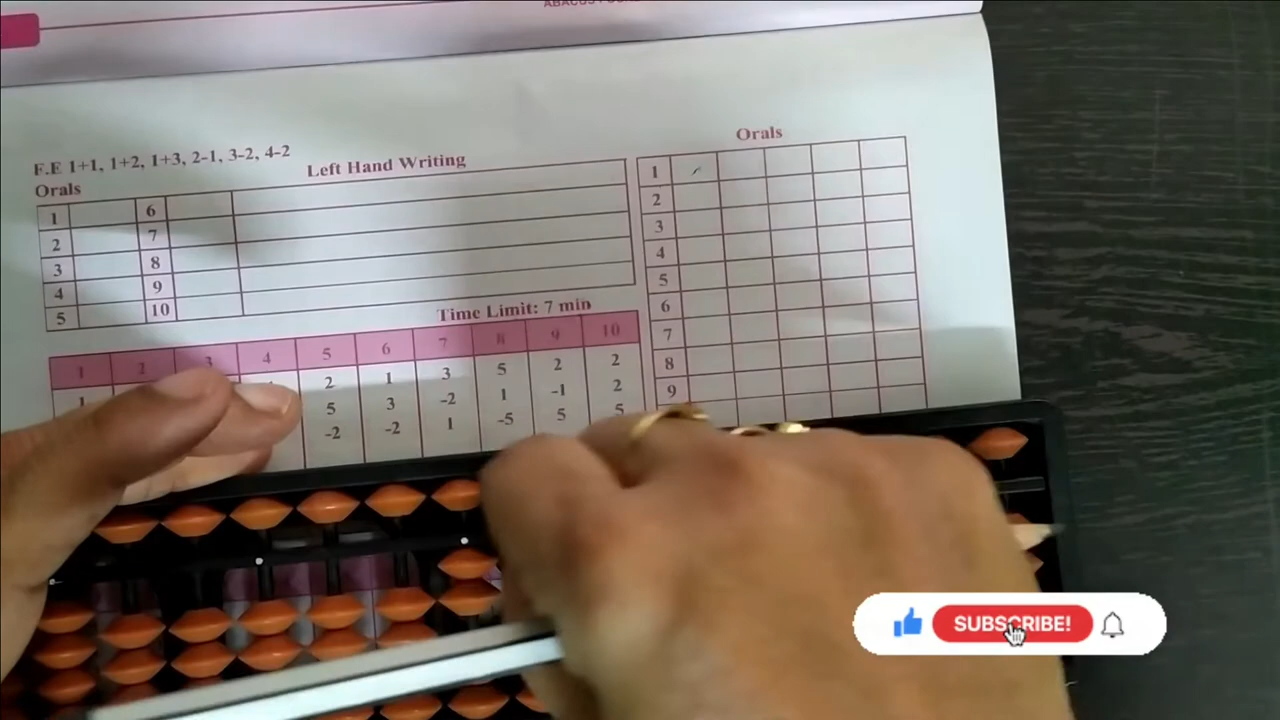 F.E 1+1, 1+2, 1+3, 2-1, 3-2, 4-2
Orals
Left Hand Writing
1 6
2 7
3 8
4 9
5 10
Time Limit: 7 min
1 2 3 4 5 6 7 8 9 10
2 1 3 5 2 2
5 3 -2 1 -1 2
-2 -2 1 -5 5 5
Orals
1
2
3
4
5
6
7
8
9
SUBSCRIBE!